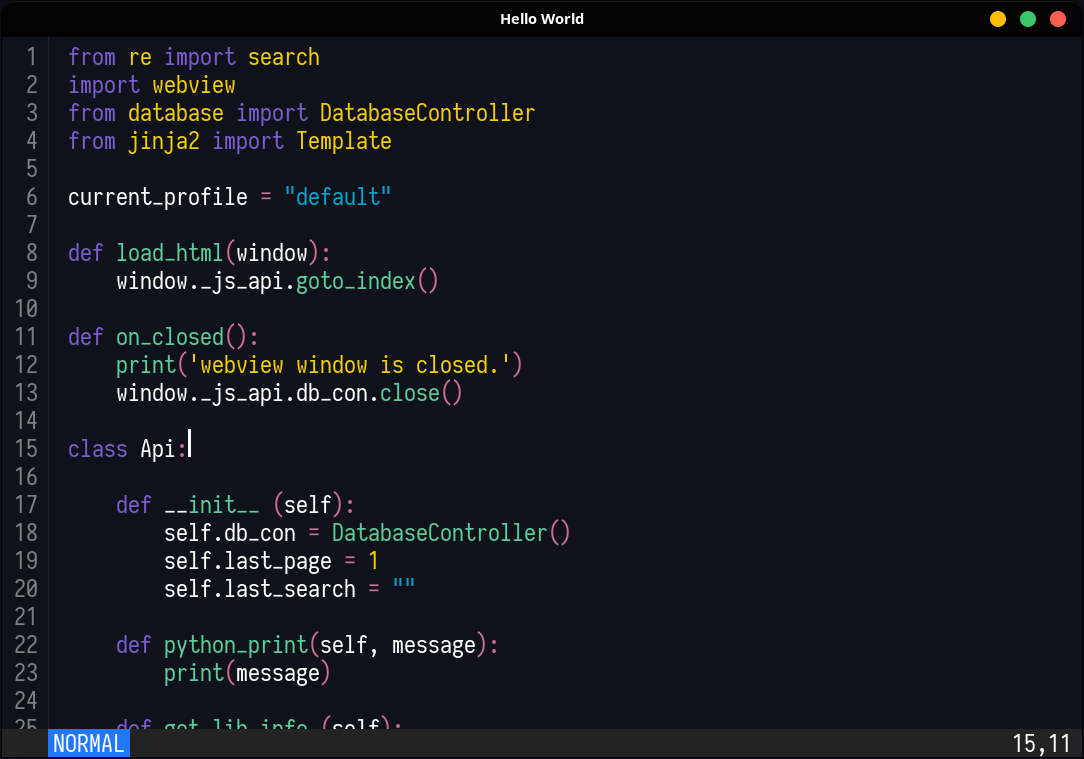 Hello World
1 from re import search
2 import webview
3 from database import DatabaseController
4 from jinja2 import Template
5
6 current_profile = "default"
7
8 def load_html(window):
9     window._js_api.goto_index()
10
11 def on_closed():
12     print('webview window is closed.')
13     window._js_api.db_con.close()
14
15 class Api:
16
17     def __init__ (self):
18         self.db_con = DatabaseController()
19         self.last_page = 1
20         self.last_search = ""
21
22     def python_print(self, message):
23         print(message)
24
25     def get_lib_info (self):
NORMAL 15,11